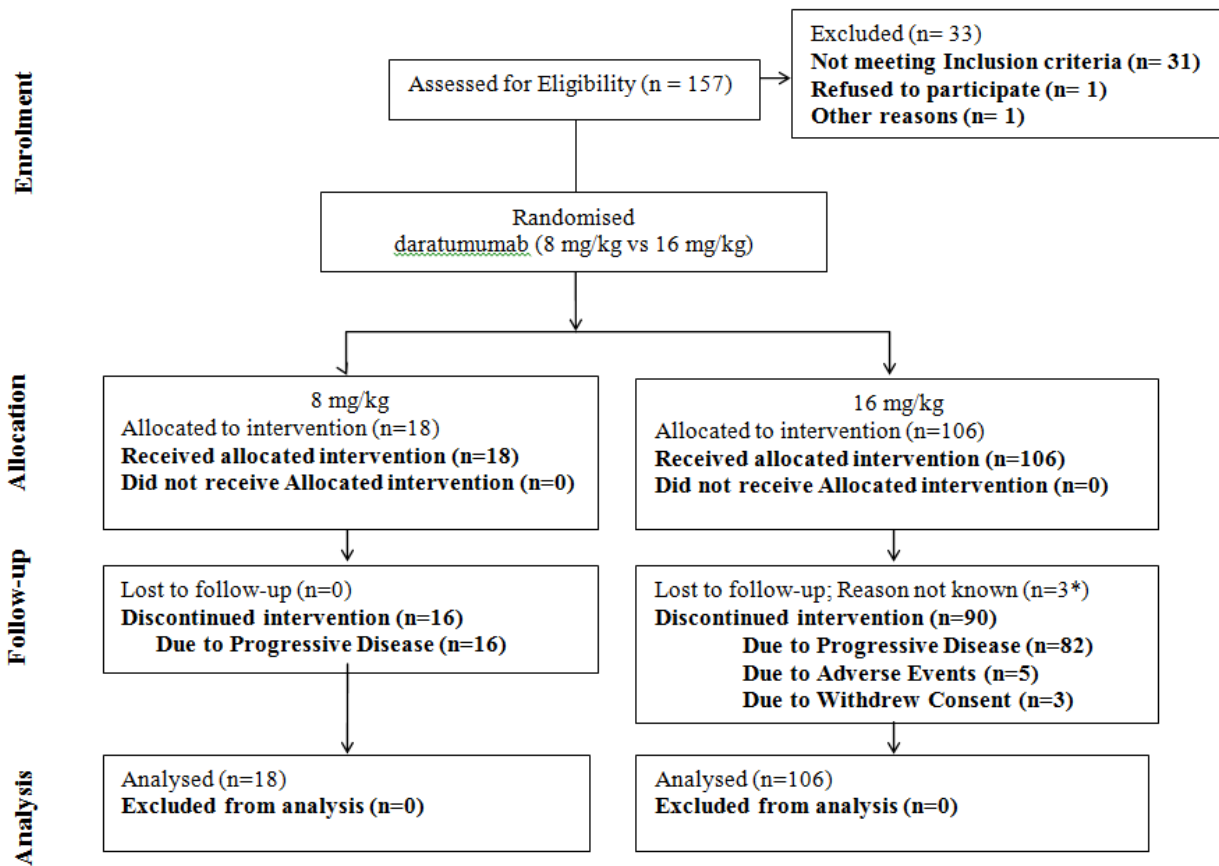 Enrolment
Assessed for Eligibility (n = 157)
Excluded (n= 33)
Not meeting Inclusion criteria (n= 31)
Refused to participate (n= 1)
Other reasons (n= 1)
Randomised
daratumumab (8 mg/kg vs 16 mg/kg)
Allocation
8 mg/kg
Allocated to intervention (n=18)
Received allocated intervention (n=18)
Did not receive Allocated intervention (n=0)
16 mg/kg
Allocated to intervention (n=106)
Received allocated intervention (n=106)
Did not receive Allocated intervention (n=0)
Follow-up
Lost to follow-up (n=0)
Discontinued intervention (n=16)
Due to Progressive Disease (n=16)
Lost to follow-up; Reason not known (n=3*)
Discontinued intervention (n=90)
Due to Progressive Disease (n=82)
Due to Adverse Events (n=5)
Due to Withdrew Consent (n=3)
Analysis
Analysed (n=18)
Excluded from analysis (n=0)
Analysed (n=106)
Excluded from analysis (n=0)